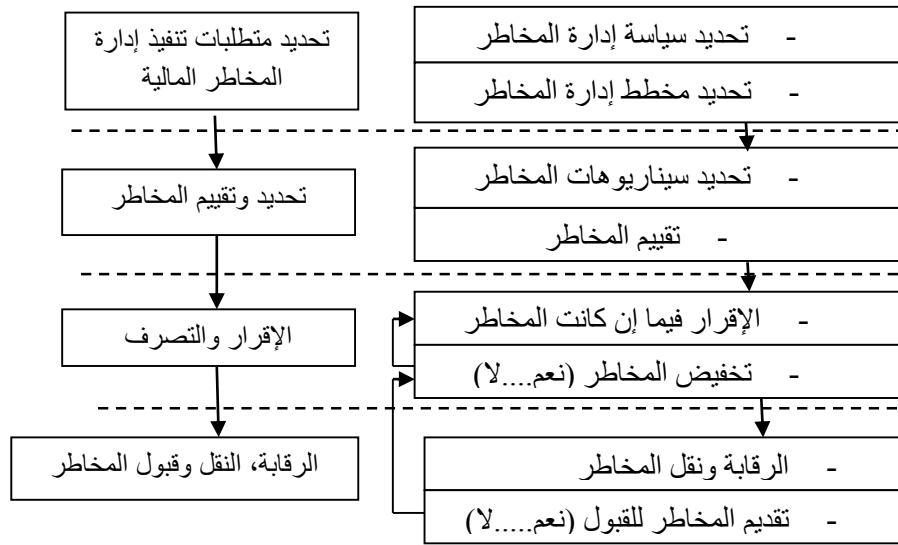 - تحديد سياسة إدارة المخاطر
- تحديد مخطط إدارة المخاطر
تحديد متطلبات تنفيذ إدارة
المخاطر المالية
- تحديد سيناريوهات المخاطر
- تقييم المخاطر
تحديد وتقييم المخاطر
- الإقرار فيما إن كانت المخاطر
- تخفيض المخاطر (نعم....لا)
الإقرار والتصرف
- الرقابة ونقل المخاطر
- تقديم المخاطر للقبول (نعم.....لا)
الرقابة، النقل وقبول المخاطر